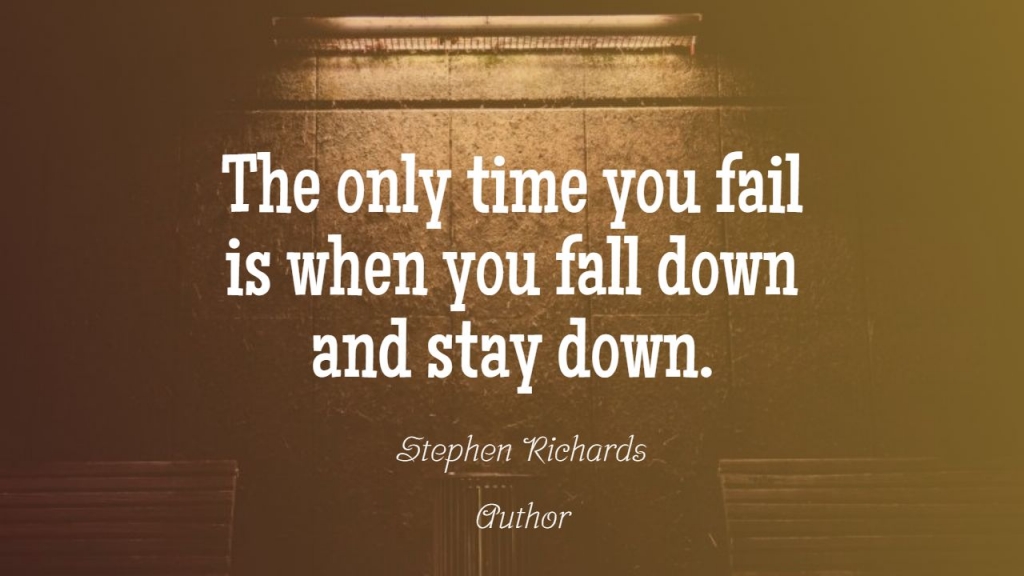 The only time you fail
is when you fall down
and stay down.
Stephen Richards
Author